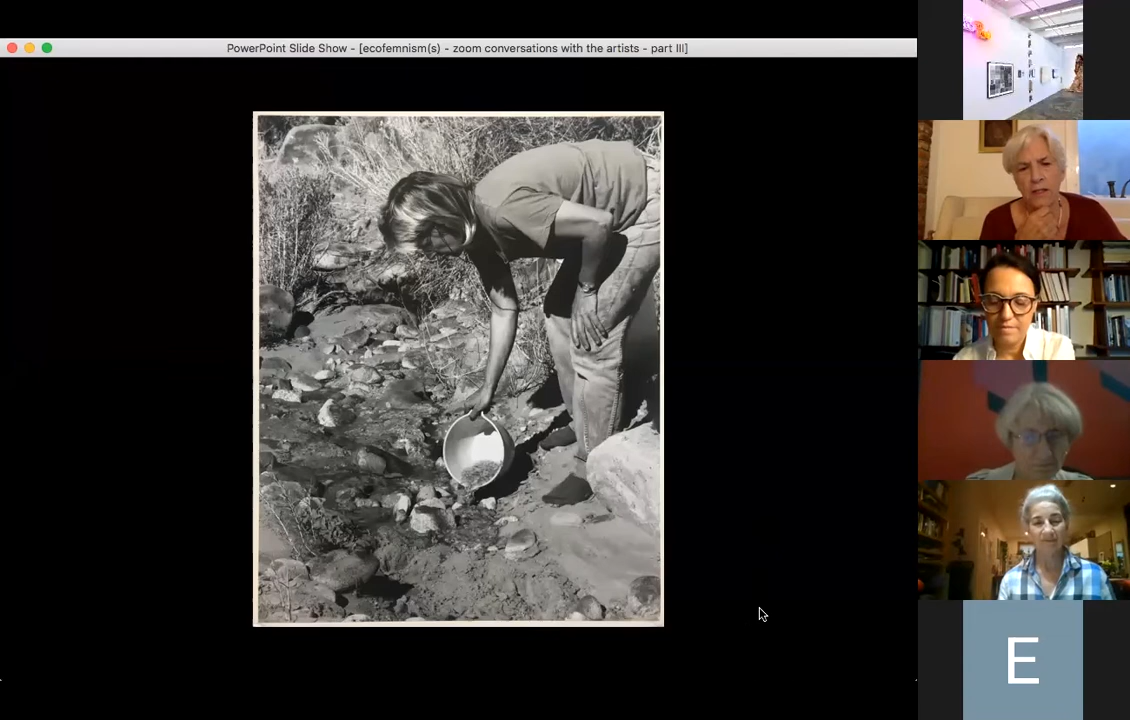 PowerPoint Slide Show - [ecofemnism(s) - zoom conversations with the artists - part III]
E